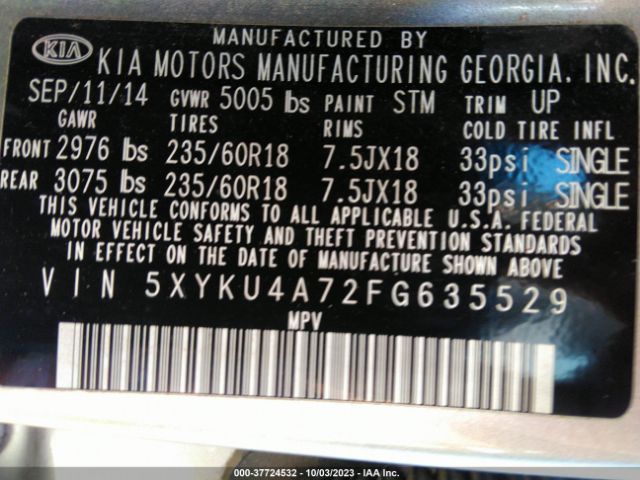 MANUFACTURED BY
KIA KIA MOTORS MANUFACTURING GEORGIA, INC.
SEP/11/14 GVWR 5005 lbs PAINT STM TRIM UP
GAWR TIRES RIMS COLD TIRE INFL
FRONT 2976 lbs 235/60R18 7.5JX18 33psi SINGLE
REAR 3075 lbs 235/60R18 7.5JX18 33psi SINGLE
THIS VEHICLE CONFORMS TO ALL APPLICABLE U.S.A. FEDERAL
MOTOR VEHICLE SAFETY AND THEFT PREVENTION STANDARDS
IN EFFECT ON THE DATE OF MANUFACTURE SHOWN ABOVE
VIN 5XYKU4A72FG635529
MPV
000-37724532 - 10/03/2023 - IAAI.COM